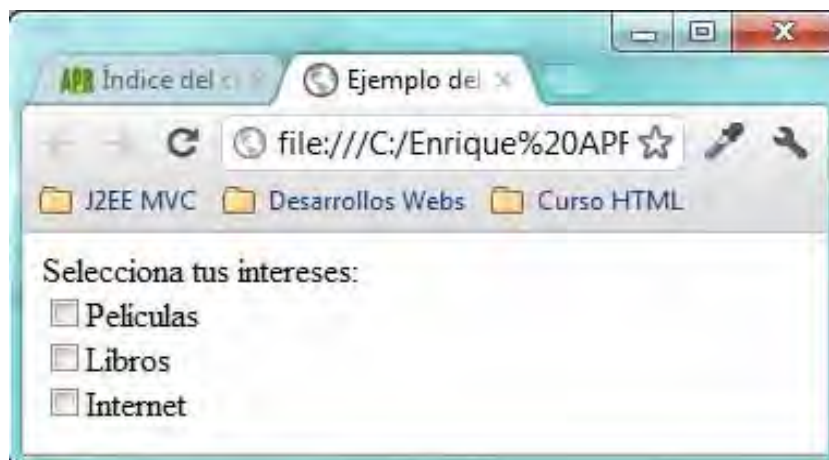 APR Índice del c
Ejemplo del
file:///C:/Enrique%20APF
J2EE MVC Desarrollos Webs Curso HTML
Selecciona tus intereses:
Películas
Libros
Internet